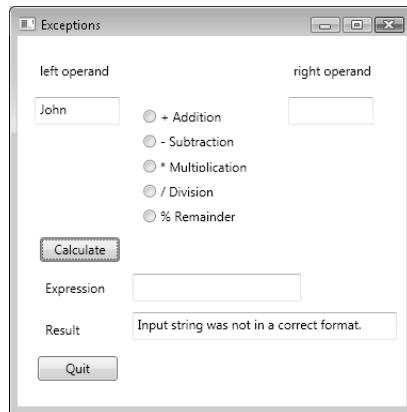 Exceptions
left operand
right operand
John
+ Addition
- Subtraction
* Multiolication
/ Division
% Remainder
Calculate
Expression
Result
Input string was not in a correct format.
Quit